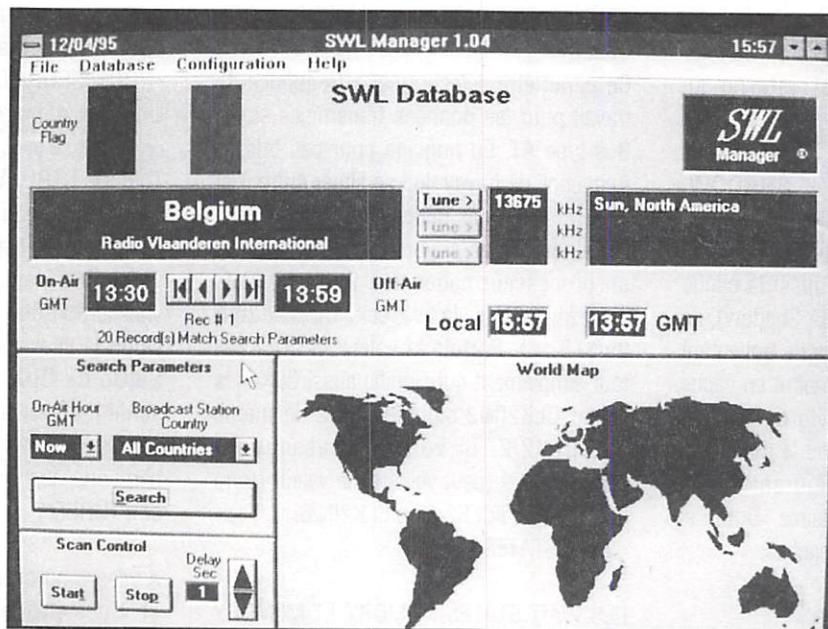 12/04/95 SWL Manager 1.04 15:57
File Database Configuration Help
SWL Database
Country
Flag
SWL
Manager ©
Belgium
Radio Vlaanderen International
Tune > 13675 kHz
Tune > kHz
Tune > kHz
Sun, North America
On-Air
GMT
13:30
13:59
Off-Air
GMT
Rec # 1
20 Record(s) Match Search Parameters
Local 15:57 13:57 GMT
Search Parameters
On-Air Hour
GMT
Broadcast Station
Country
Now
All Countries
Search
Scan Control
Start
Stop
Delay
Sec
1
World Map